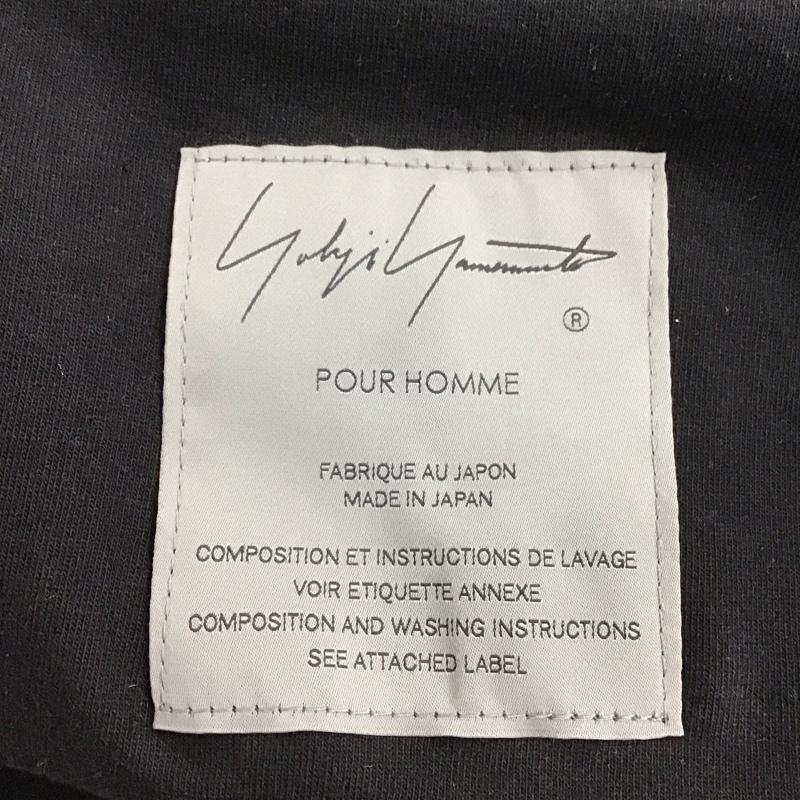 Yohji Yamamoto
®
POUR HOMME
FABRIQUE AU JAPON
MADE IN JAPAN
COMPOSITION ET INSTRUCTIONS DE LAVAGE
VOIR ETIQUETTE ANNEXE
COMPOSITION AND WASHING INSTRUCTIONS
SEE ATTACHED LABEL